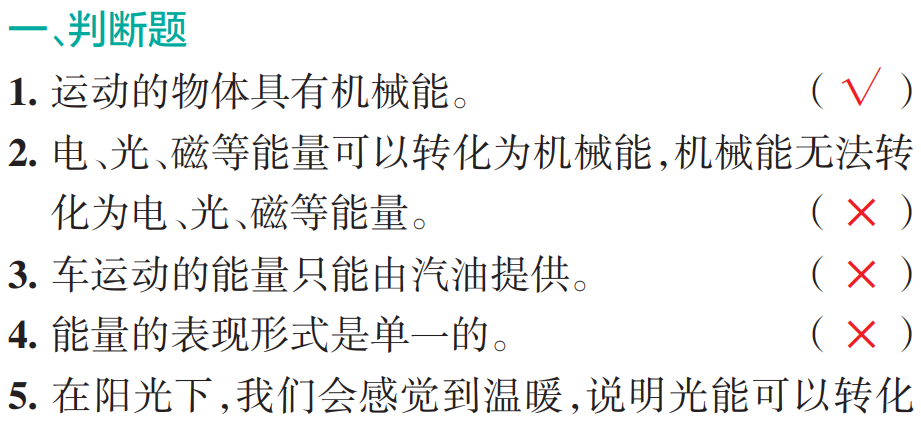 一、判断题
1. 运动的物体具有机械能。 ( √ )
2. 电、光、磁等能量可以转化为机械能,机械能无法转
化为电、光、磁等能量。 ( × )
3. 车运动的能量只能由汽油提供。 ( × )
4. 能量的表现形式是单一的。 ( × )
5. 在阳光下,我们会感觉到温暖,说明光能可以转化